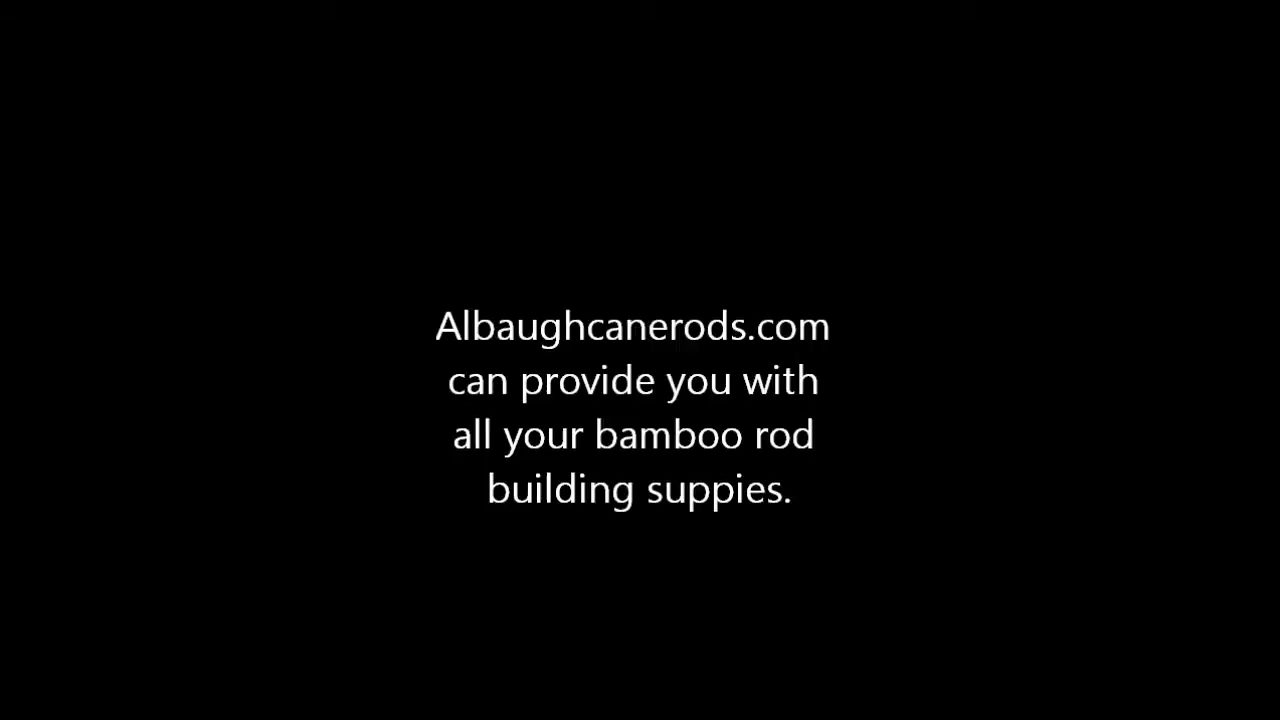 Albaughcanerods.com
can provide you with
all your bamboo rod
building suppies.